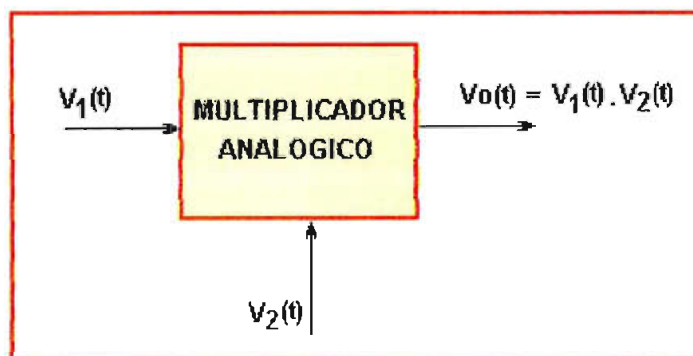 V₁(t)
MULTIPLICADOR
ANALOGICO
Vo(t) = V₁(t) . V₂(t)
V₂(t)